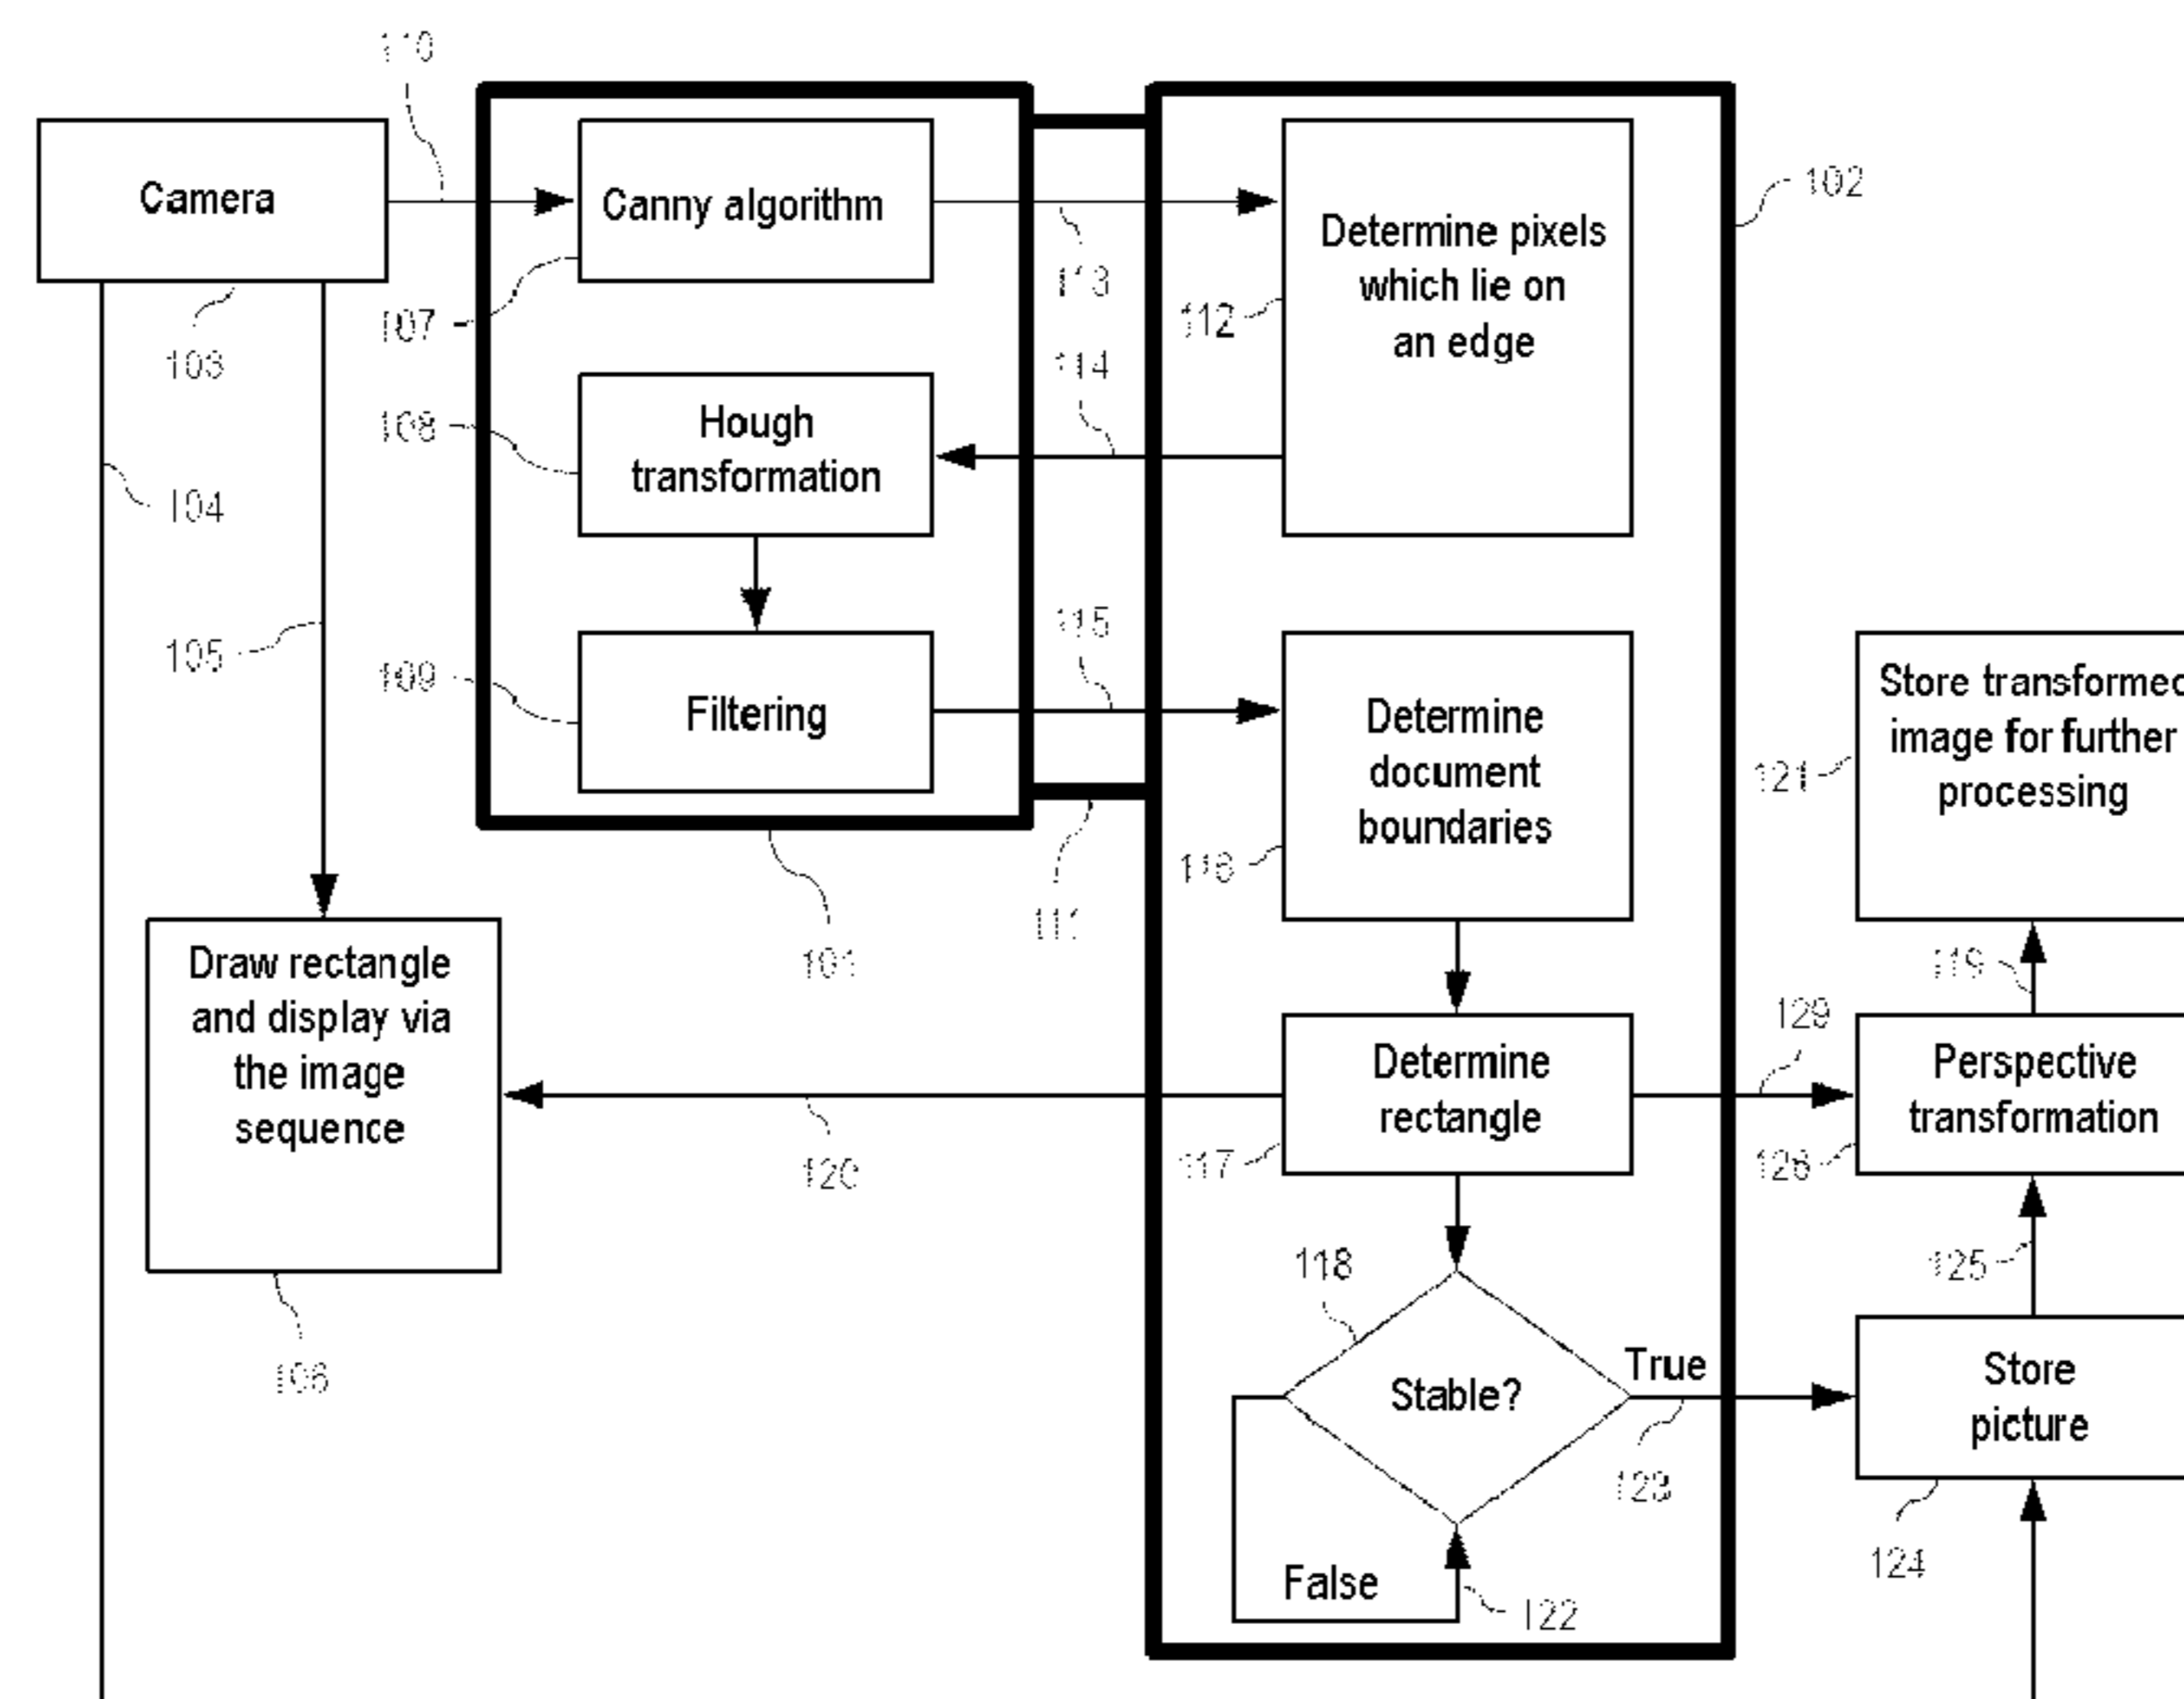 110
Camera
Canny algorithm
Determine pixels
which lie on
an edge
102
103
107
113
112
114
108
Hough
transformation
104
105
109
Filtering
115
Determine
document
boundaries
116
111
101
Store transformed
image for further
processing
121
119
129
Draw rectangle
and display via
the image
sequence
106
120
Determine
rectangle
117
Perspective
transformation
126
125
118
Stable?
True
123
Store
picture
124
False
122